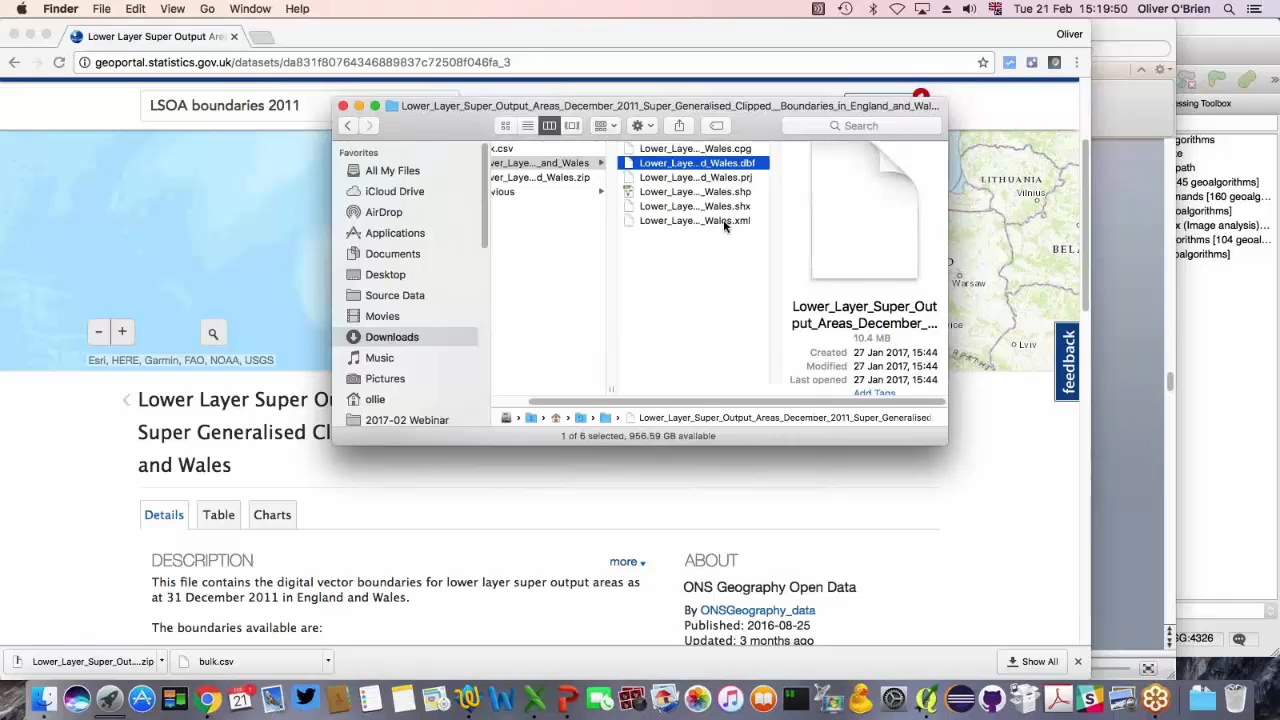 Finder File Edit View Go Window Help
Tue 21 Feb 15:19:50 Oliver O'Brien
Lower Layer Super Output Are
Oliver
geoportal.statistics.gov.uk/datasets/da831f80764346889837c72508f046fa_3
LSOA boundaries 2011
Lower_Layer_Super_Output_Areas_December_2011_Super_Generalised_Clipped__Boundaries_in_England_and_Wal...
Search
Favorites
All My Files
iCloud Drive
AirDrop
Applications
Documents
Desktop
Source Data
Movies
Downloads
Music
Pictures
ollie
2017-02 Webinar
k.csv
wer_Laye..._and_Wales
wer_Laye...d_Wales.zip
vious
Lower_Laye..._Wales.cpg
Lower_Laye...d_Wales.dbf
Lower_Laye...d_Wales.prj
Lower_Laye..._Wales.shp
Lower_Laye..._Wales.shx
Lower_Laye..._Wales.xml
Lower_Layer_Super_Out
put_Areas_December_...
10.4 MB
Created 27 Jan 2017, 15:44
Modified 27 Jan 2017, 15:44
Last opened 27 Jan 2017, 15:44
Add Tags...
Lower_Layer_Super_Output_Areas_December_2011_Super_Generalised
1 of 6 selected, 956.59 GB available
LITHUANIA
Vilnius
BEL
Warsaw
Lviv
feedback
Esri, HERE, Garmin, FAO, NOAA, USGS
Lower Layer Super O
Super Generalised Cl
and Wales
Details Table Charts
DESCRIPTION
more
This file contains the digital vector boundaries for lower layer super output areas as
at 31 December 2011 in England and Wales.
The boundaries available are:
ABOUT
ONS Geography Open Data
By ONSGeography_data
Published: 2016-08-25
Updated: 3 months ago
Lower_Layer_Super_Out....zip
bulk.csv
Show All
essing Toolbox
te
path
45 geoalgorithms]
mands [160 geoalg...
goalgorithms]
x (Image analysis)...
orithms [104 geoal...
oalgorithms]
SG:4326